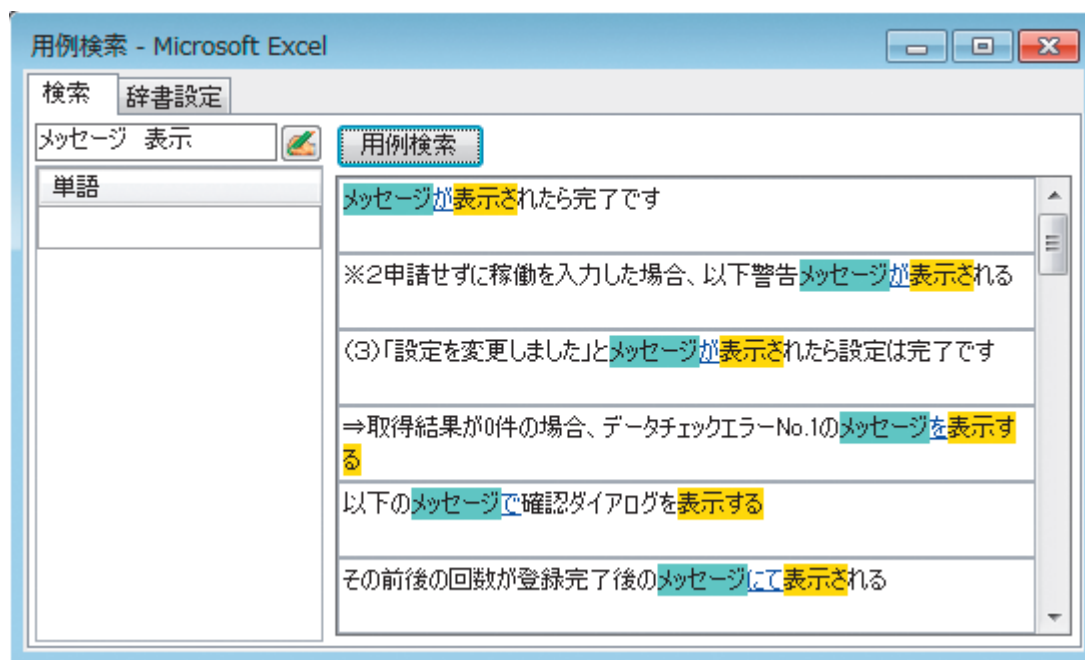 用例検索 - Microsoft Excel
検索 辞書設定
メッセージ 表示
用例検索
単語
メッセージが表示されたら完了です
※2申請せずに稼働を入力した場合、以下警告メッセージが表示される
(3)「設定を変更しました」とメッセージが表示されたら設定は完了です
⇒取得結果が0件の場合、データチェックエラーNo.1のメッセージを表示す
る
以下のメッセージで確認ダイアログを表示する
その前後の回数が登録完了後のメッセージにて表示される